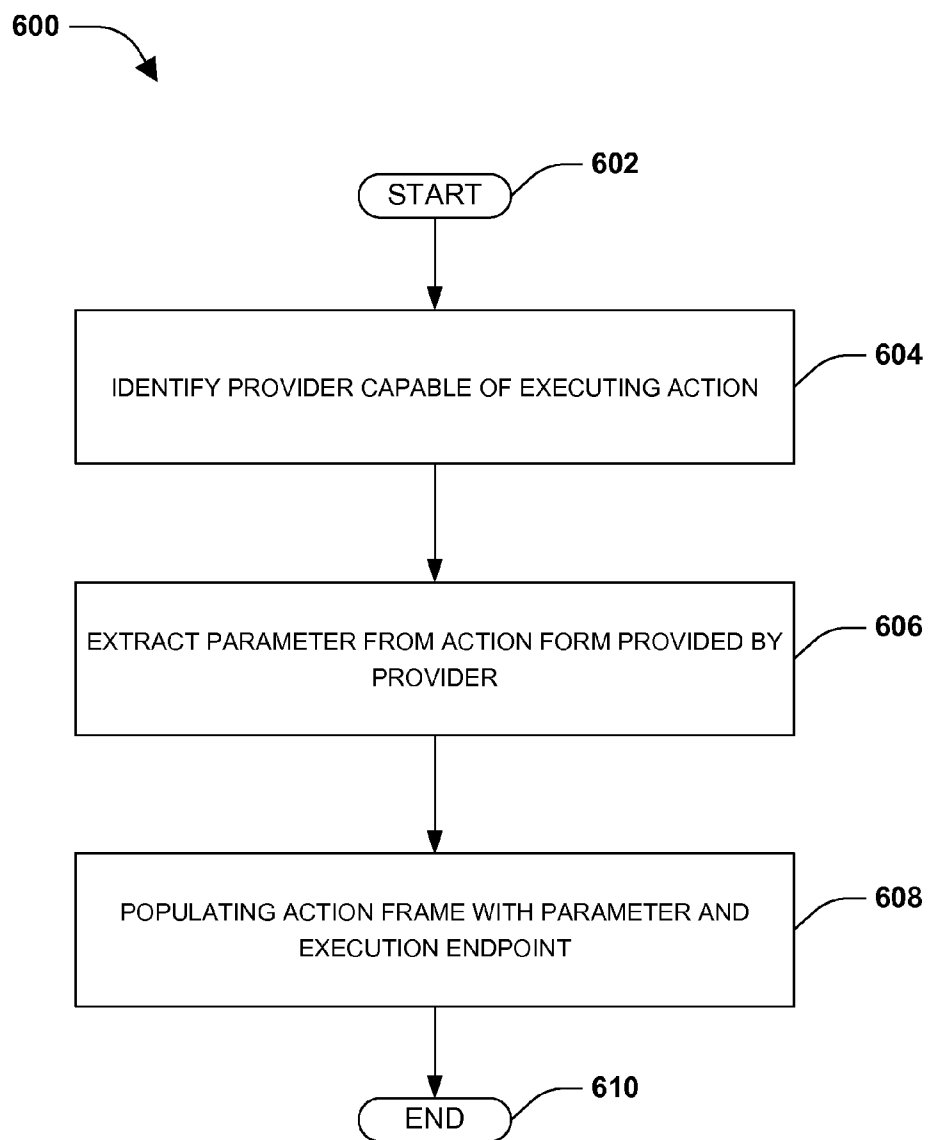 600
602
START
604
IDENTIFY PROVIDER CAPABLE OF EXECUTING ACTION
606
EXTRACT PARAMETER FROM ACTION FORM PROVIDED BY
PROVIDER
608
POPULATING ACTION FRAME WITH PARAMETER AND
EXECUTION ENDPOINT
610
END